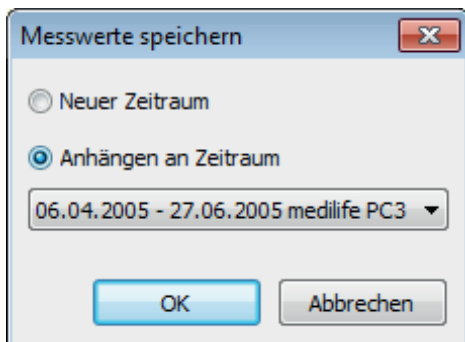 Messwerte speichern
Neuer Zeitraum
Anhängen an Zeitraum
06.04.2005 - 27.06.2005 medilife PC3
OK Abbrechen